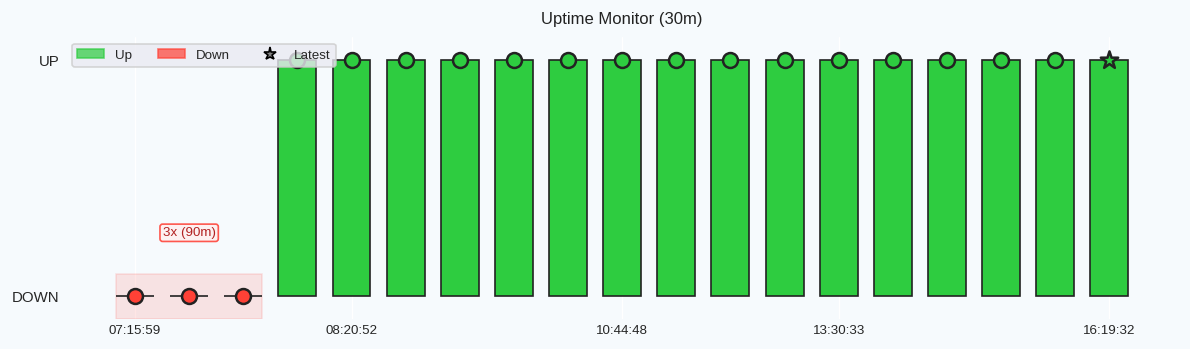 Uptime Monitor (30m)
Up Down Latest
UP
3x (90m)
DOWN
07:15:59 08:20:52 10:44:48 13:30:33 16:19:32